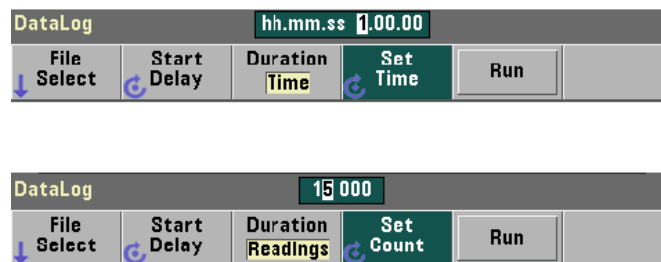 DataLog hh.mm.ss 1.00.00
File Select Start Delay Duration Time Set Time Run
DataLog 15 000
File Select Start Delay Duration Readings Set Count Run